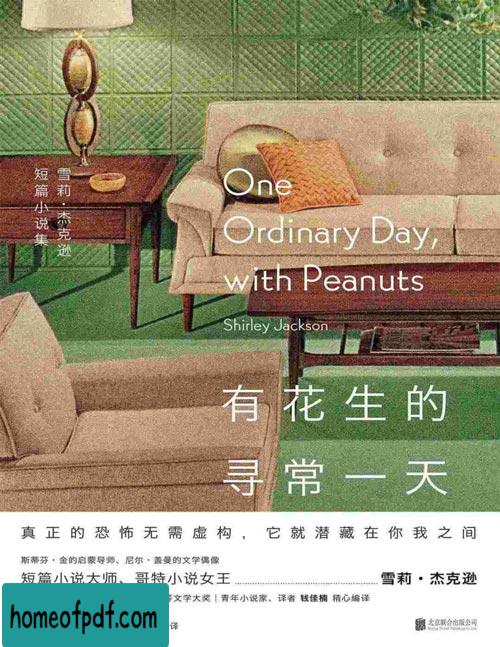 雪莉·杰克逊
短篇小说集
One
Ordinary Day,
with Peanuts
Shirley Jackson
有花生的
寻常一天
真正的恐怖无需虚构，它就潜藏在你我之间
斯蒂芬·金的启蒙导师、尼尔·盖曼的文学偶像
短篇小说大师、哥特小说女王——雪莉·杰克逊
文学大奖｜青年小说家、译者 钱佳楠 精心编译
homeofpdf.com
译
北京联合出版公司